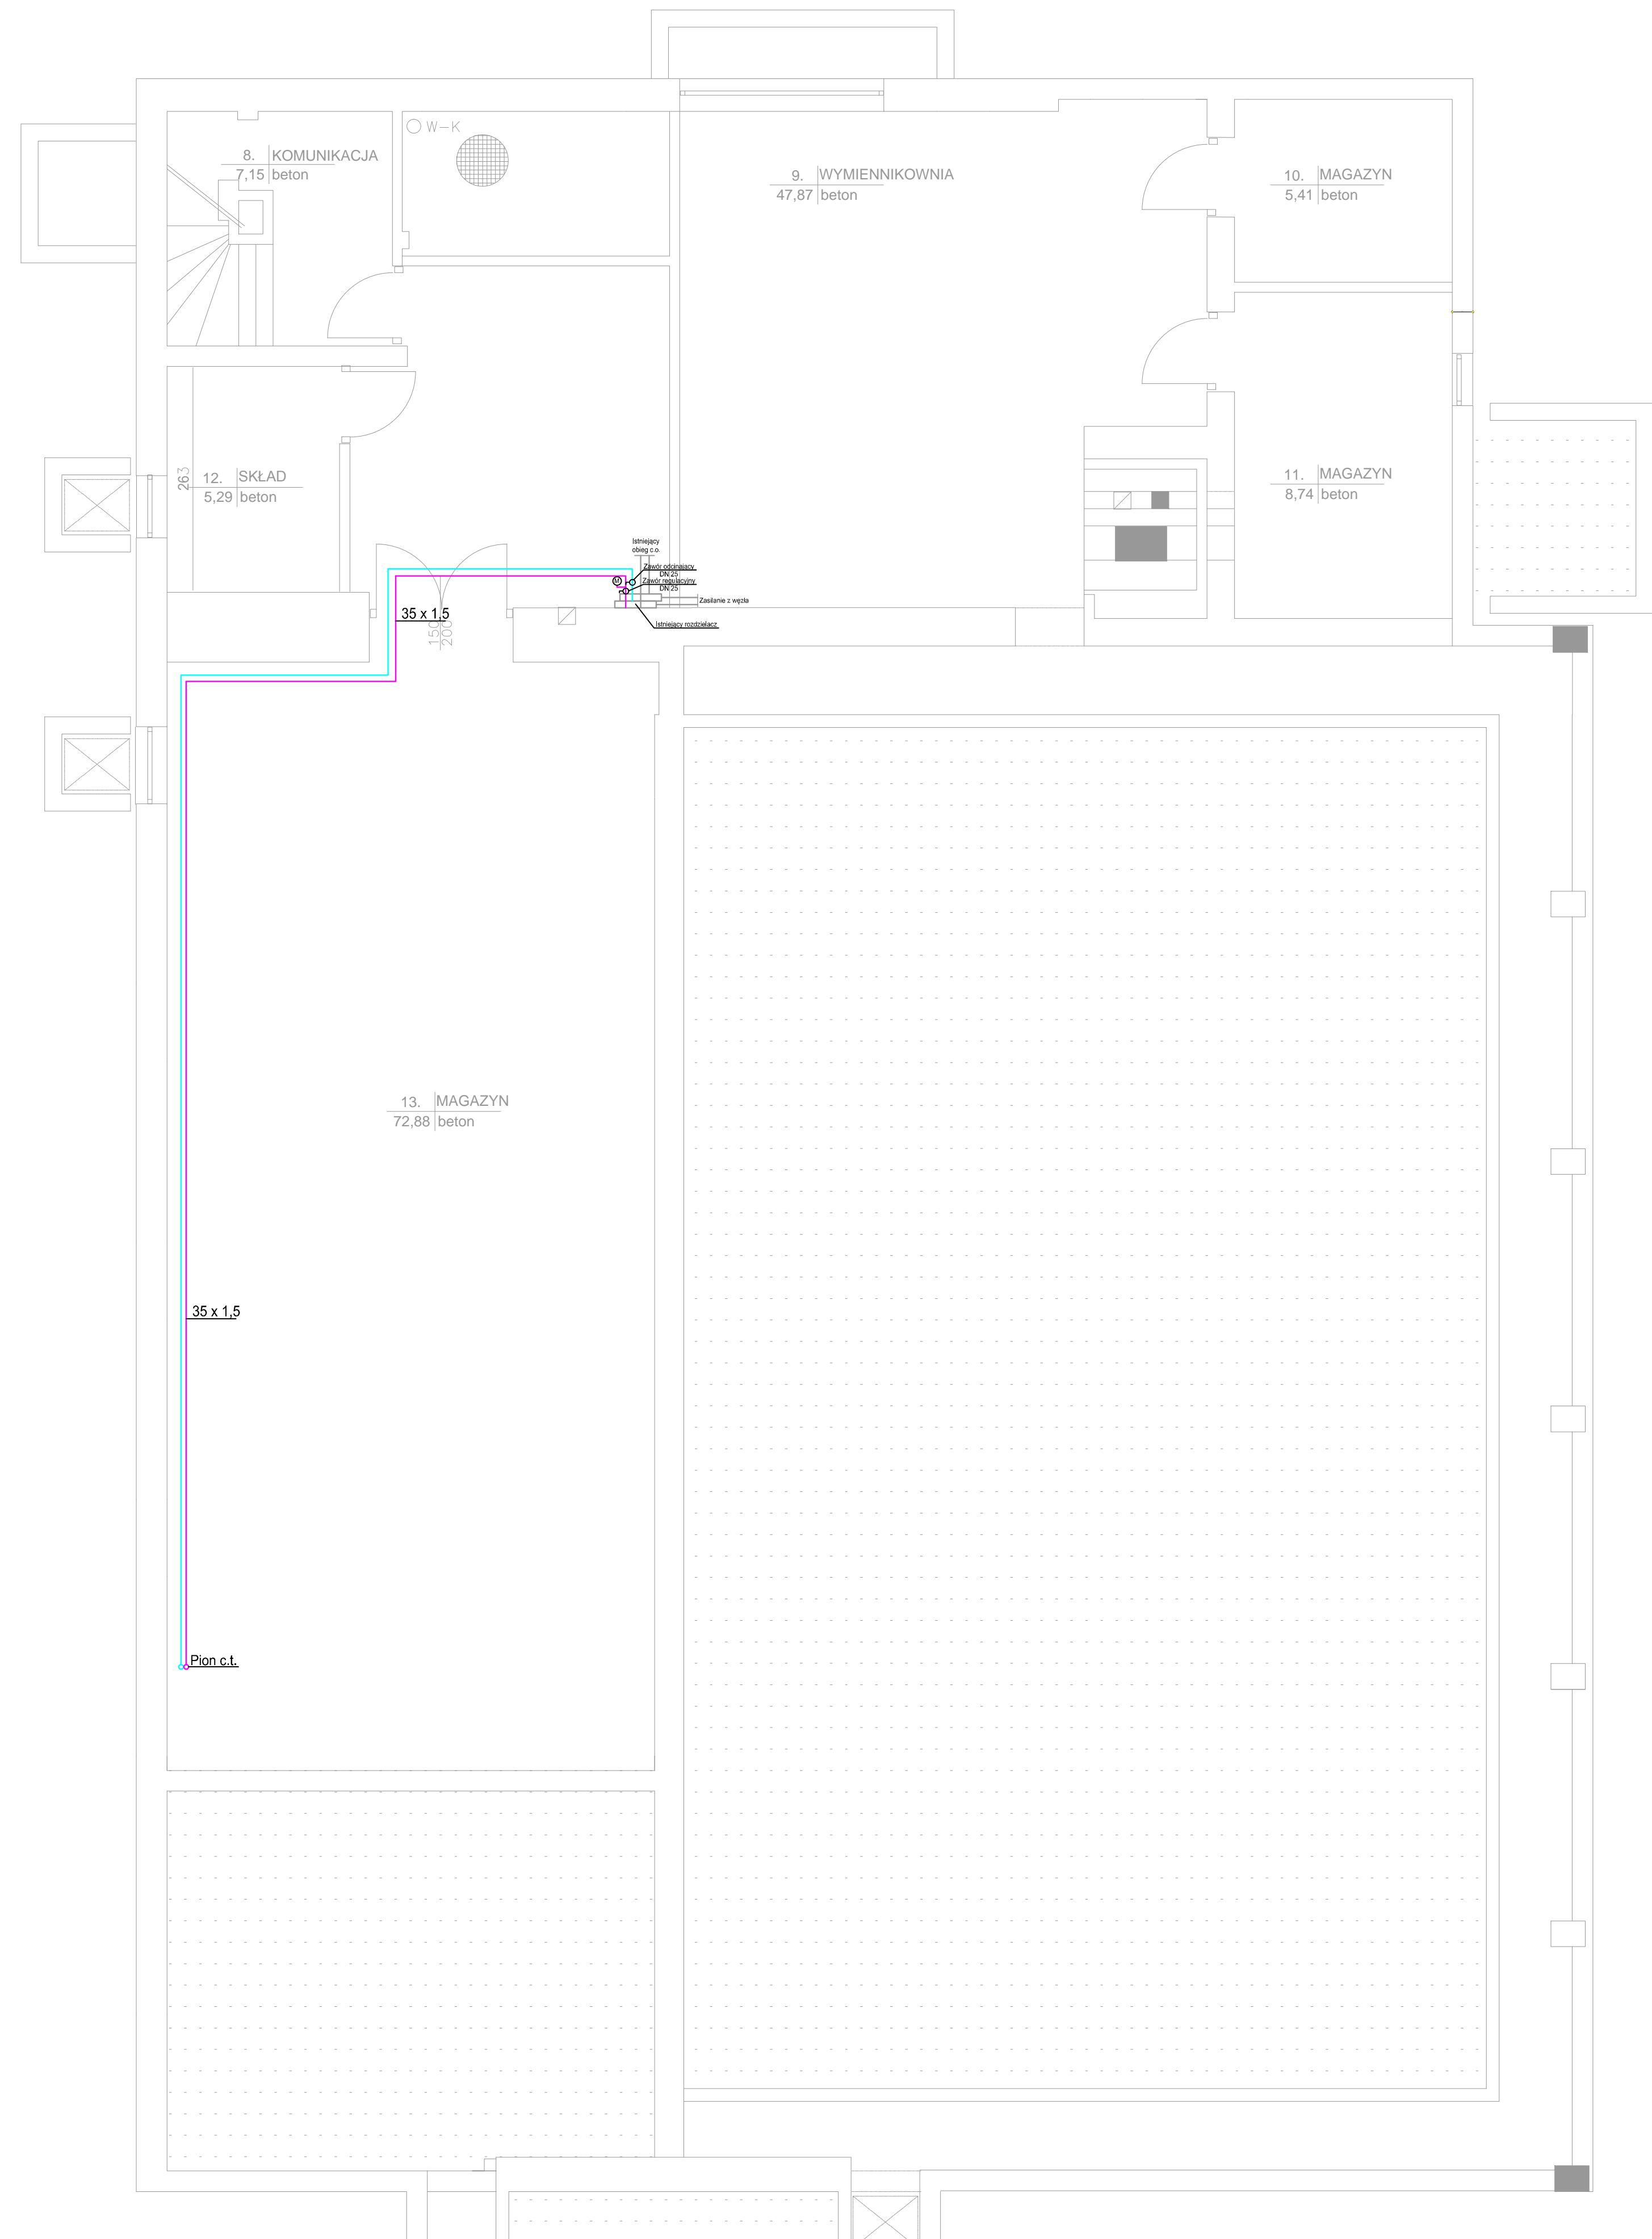 W-K
8. KOMUNIKACJA
7,15 beton
9. WYMIENNIKOWNIA
47,87 beton
10. MAGAZYN
5,41 beton
263
12. SKŁAD
5,29 beton
11. MAGAZYN
8,74 beton
Istniejący
obieg c.o.
Zawór odcinający
DN 25
M
Zawór regulacyjny
DN 25
Zasilanie z węzła
35 x 1,5
150
200
Istniejący rozdzielacz
13. MAGAZYN
72,88 beton
35 x 1,5
Pion c.t.